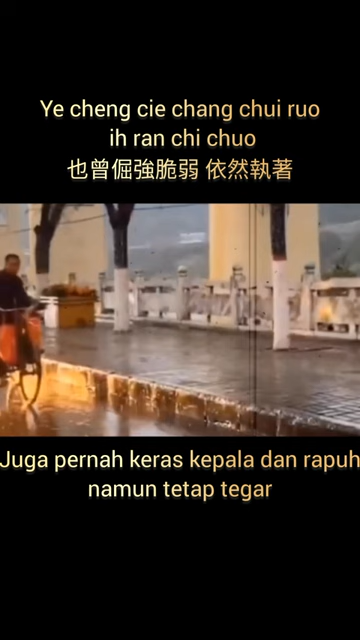 Ye cheng cie chang chui ruo
ih ran chi chuo
也曾倔強脆弱 依然執著
Juga pernah keras kepala dan rapuh
namun tetap tegar